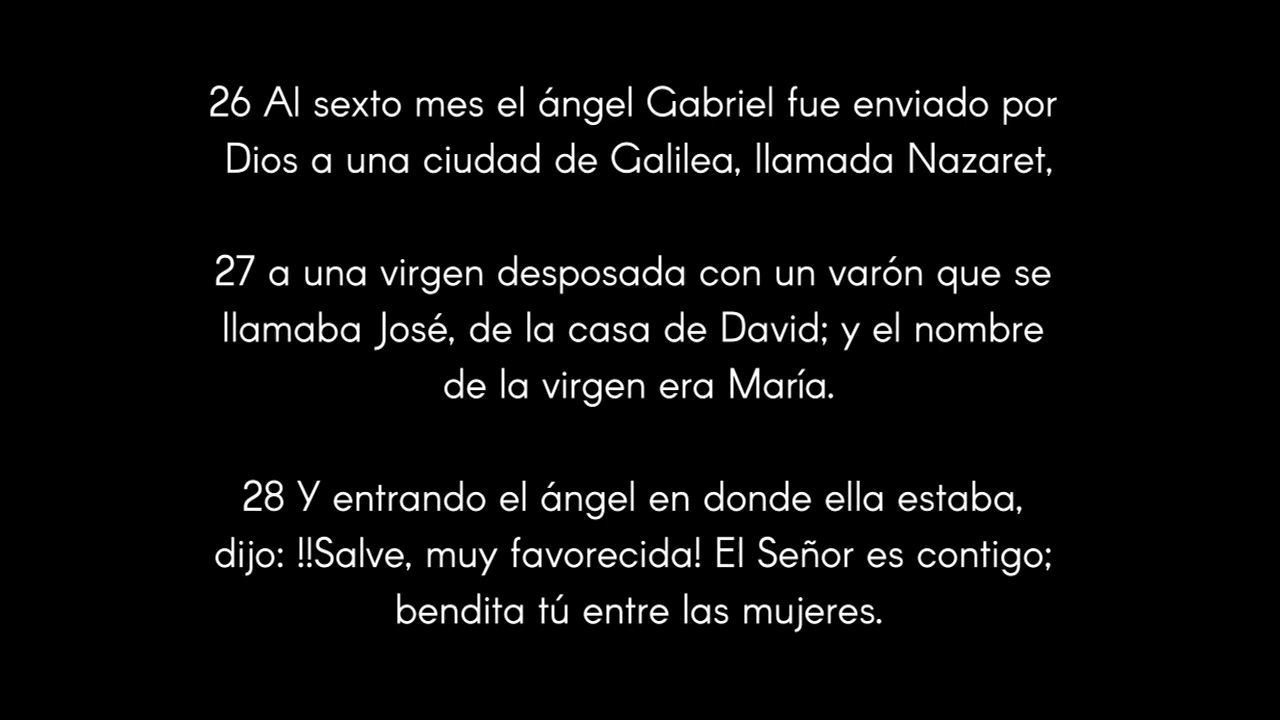 26 Al sexto mes el ángel Gabriel fue enviado por
Dios a una ciudad de Galilea, llamada Nazaret,
27 a una virgen desposada con un varón que se
llamaba José, de la casa de David; y el nombre
de la virgen era María.
28 Y entrando el ángel en donde ella estaba,
dijo: !!Salve, muy favorecida! El Señor es contigo;
bendita tú entre las mujeres.